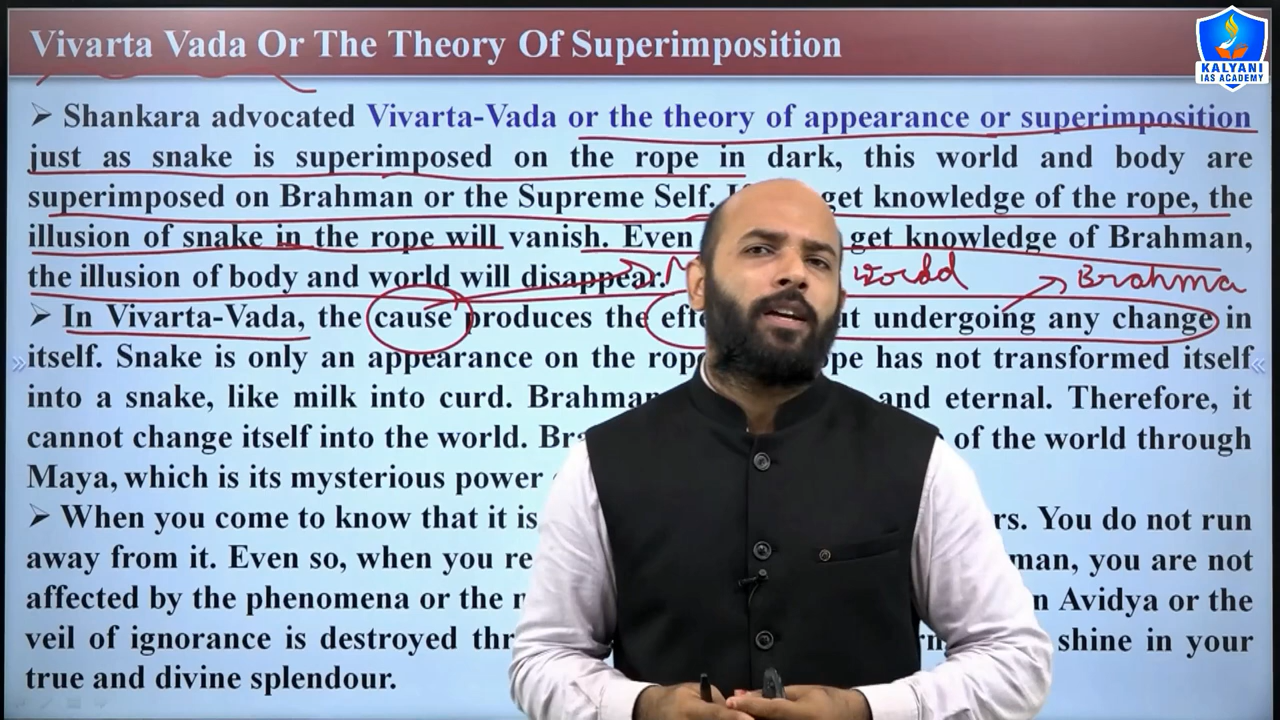 Vivarta Vada Or The Theory Of Superimposition
KALYANI
IAS ACADEMY
➢ Shankara advocated Vivarta-Vada or the theory of appearance or superimposition
just as snake is superimposed on the rope in dark, this world and body are
superimposed on Brahman or the Supreme Self. get knowledge of the rope, the
illusion of snake in the rope will vanish. Even get knowledge of Brahman,
the illusion of body and world will disappear.
World Brahma
➢ In Vivarta-Vada, the cause produces the undergoing any change in
itself. Snake is only an appearance on the has not transformed itself
into a snake, like milk into curd. Brahman and eternal. Therefore, it
cannot change itself into the world. of the world through
Maya, which is its mysterious power
➢ When you come to know that it is You do not run
away from it. Even so, when you you are not
affected by the phenomena or the Avidya or the
veil of ignorance is destroyed shine in your
true and divine splendour.